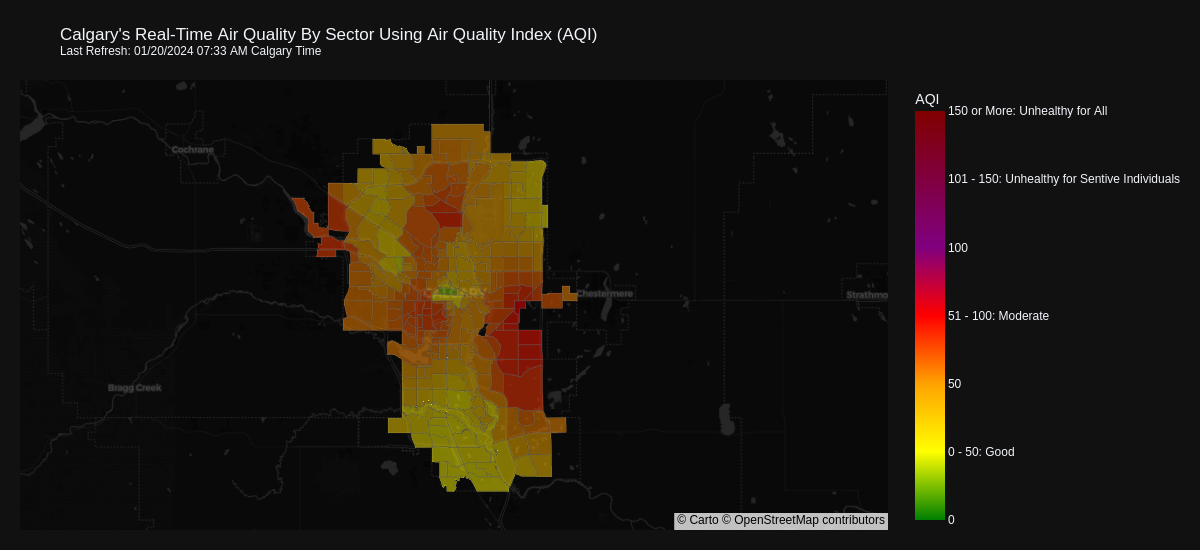 Calgary's Real-Time Air Quality By Sector Using Air Quality Index (AQI)
Last Refresh: 01/20/2024 07:33 AM Calgary Time
AQI
150 or More: Unhealthy for All
Cochrane
101 - 150: Unhealthy for Sentive Individuals
100
CALGARY
Chestermere
Strathmo
51 - 100: Moderate
Bragg Creek
50
0 - 50: Good
0
© Carto © OpenStreetMap contributors